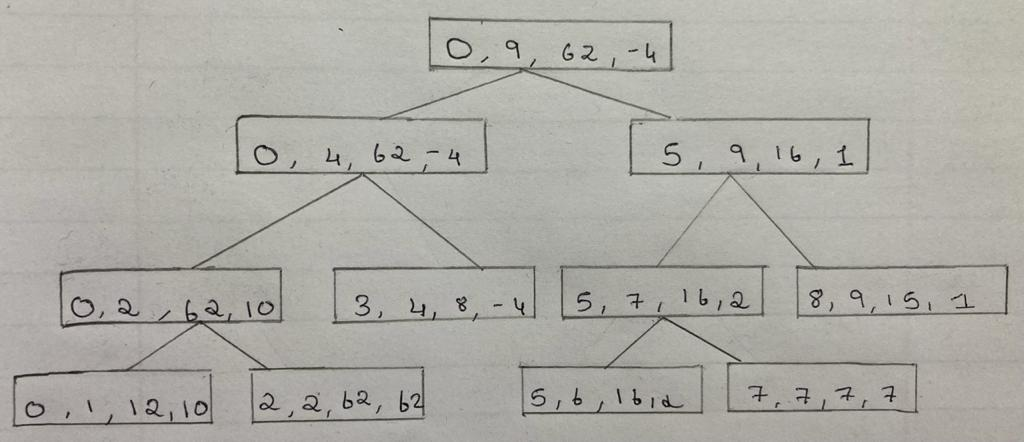 0, 9, 62, -4
0, 4, 62, -4
5, 9, 16, 1
0, 2, 62, 10
3, 4, 8, -4
5, 7, 16, 2
8, 9, 15, 1
0, 1, 12, 10
2, 2, 62, 62
5, 6, 16, 2
7, 7, 7, 7